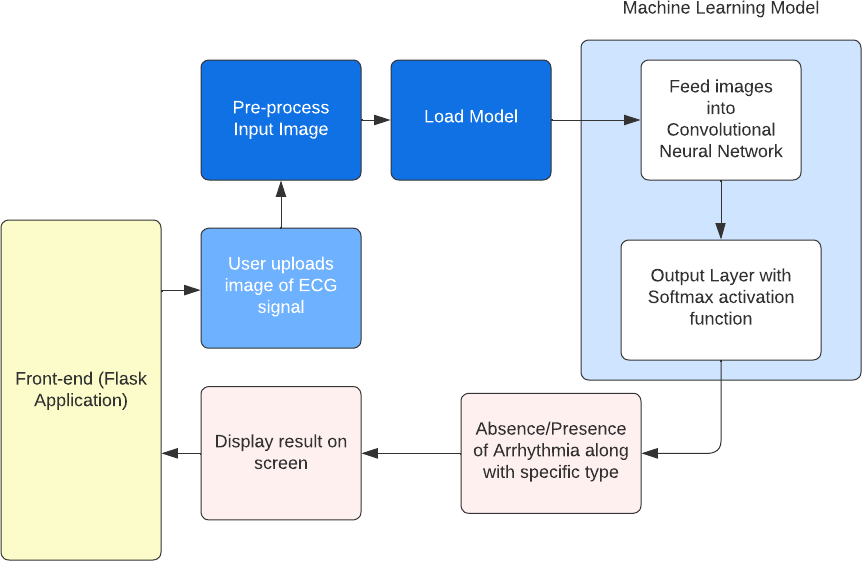 Machine Learning Model
Pre-process
Input Image
Load Model
Feed images
into
Convolutional
Neural Network
User uploads
image of ECG
signal
Output Layer with
Softmax activation
function
Front-end (Flask
Application)
Display result on
screen
Absence/Presence
of Arrhythmia along
with specific type